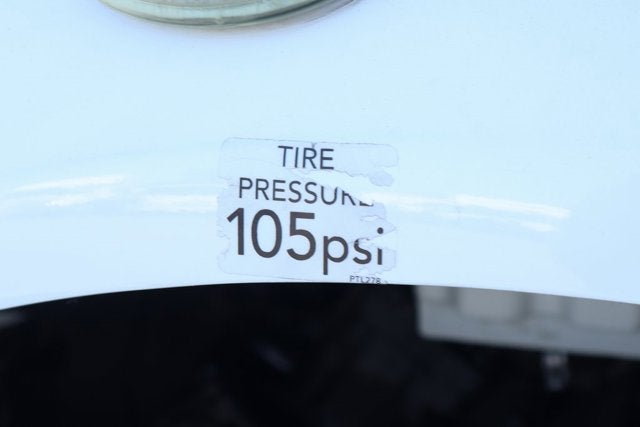 TIRE
PRESSURE
105psi
PTL278